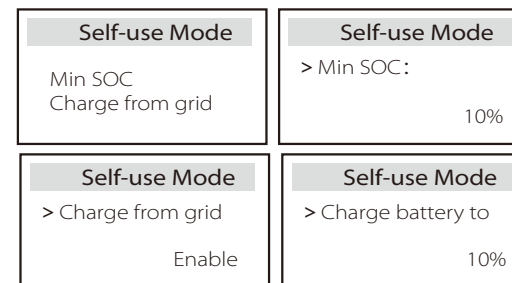 Self-use Mode
Min SOC
Charge from grid
Self-use Mode
> Min SOC:
10%
Self-use Mode
> Charge from grid
Enable
Self-use Mode
> Charge battery to
10%